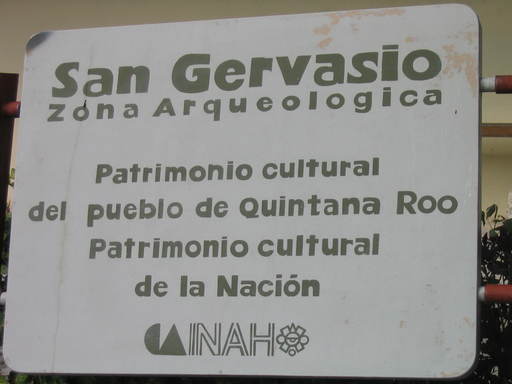 San Gervasio
Zona Arqueologica
Patrimonio cultural
del pueblo de Quintana Roo
Patrimonio cultural
de la Nación
INAH